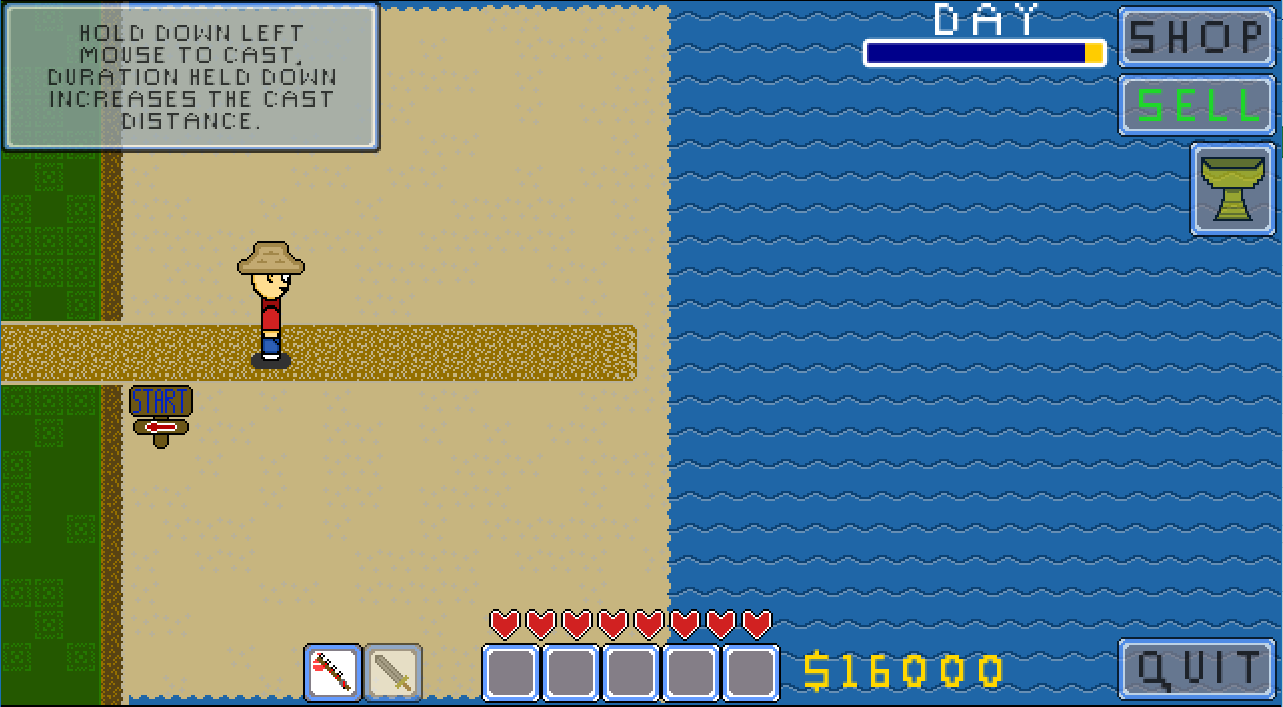 HOLD DOWN LEFT
MOUSE TO CAST,
DURATION HELD DOWN
INCREASES THE CAST
DISTANCE.
DAY
SHOP
SELL
START
$16000
QUIT